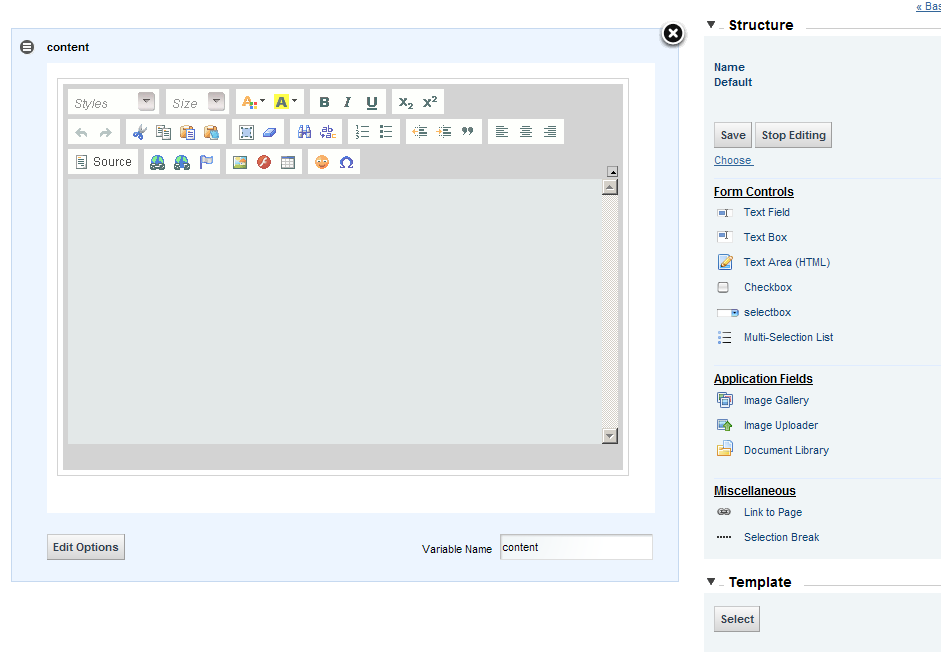 « Bas
content
Styles
Size
A A B I U X2 X2
Source
Edit Options
Variable Name content
Structure
Name
Default
Save Stop Editing
Choose
Form Controls
Text Field
Text Box
Text Area (HTML)
Checkbox
selectbox
Multi-Selection List
Application Fields
Image Gallery
Image Uploader
Document Library
Miscellaneous
Link to Page
Selection Break
Template
Select